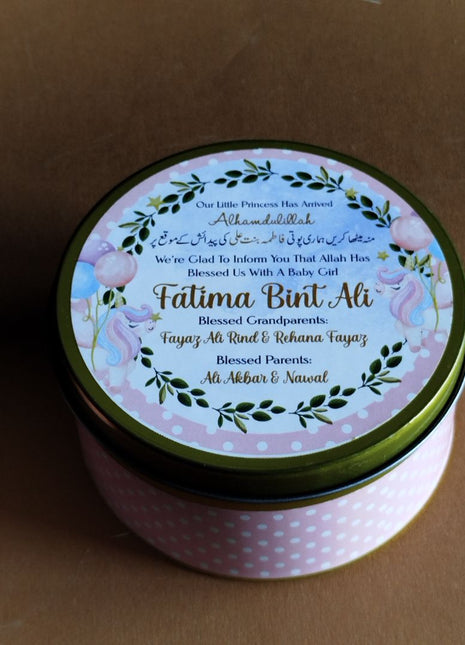 Our Little Princess Has Arrived
Alhamdulillah
منہ میٹھا کریں ہماری پوتی فاطمہ بنت علی کی پیدائش کے موقع پر
We're Glad To Inform You That Allah Has
Blessed Us With A Baby Girl
Fatima Bint Ali
Blessed Grandparents:
Fayaz Ali Rind & Rehana Fayaz
Blessed Parents:
Ali Akbar & Nawal